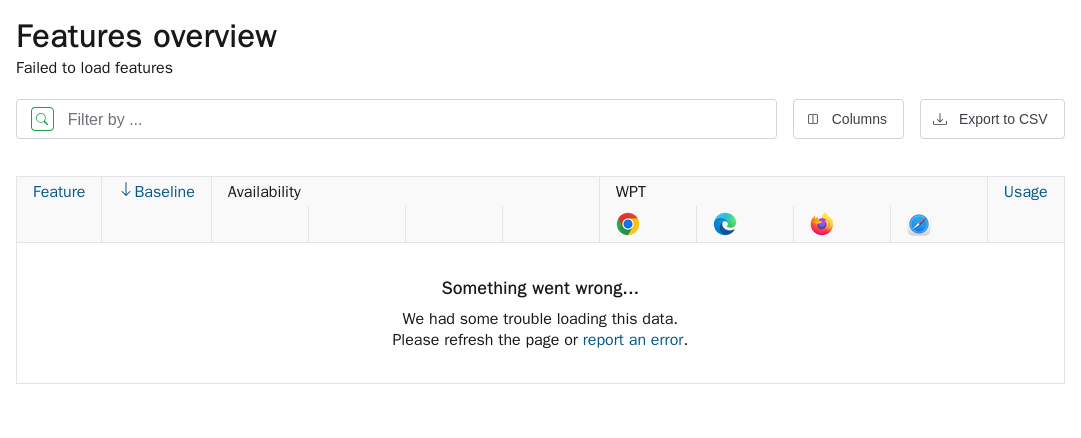 Features overview
Failed to load features
Filter by ...
Columns
Export to CSV
Feature
Baseline
Availability
WPT
Usage
Something went wrong...
We had some trouble loading this data.
Please refresh the page or report an error.